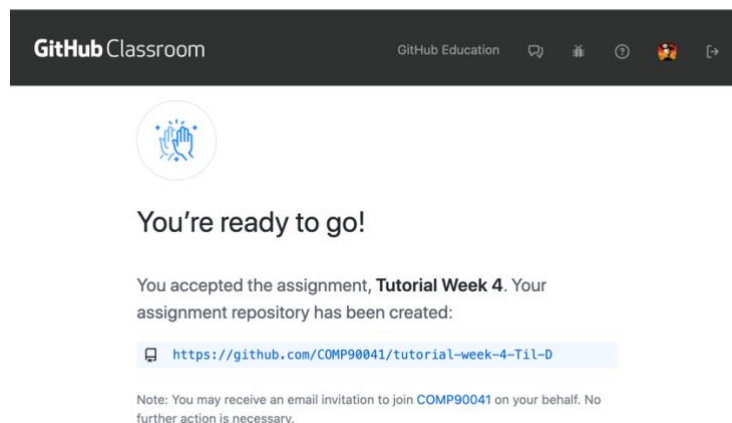 GitHub Classroom
GitHub Education
You're ready to go!
You accepted the assignment, Tutorial Week 4. Your
assignment repository has been created:
https://github.com/COMP90041/tutorial-week-4-Til-D
Note: You may receive an email invitation to join COMP90041 on your behalf. No
further action is necessary.